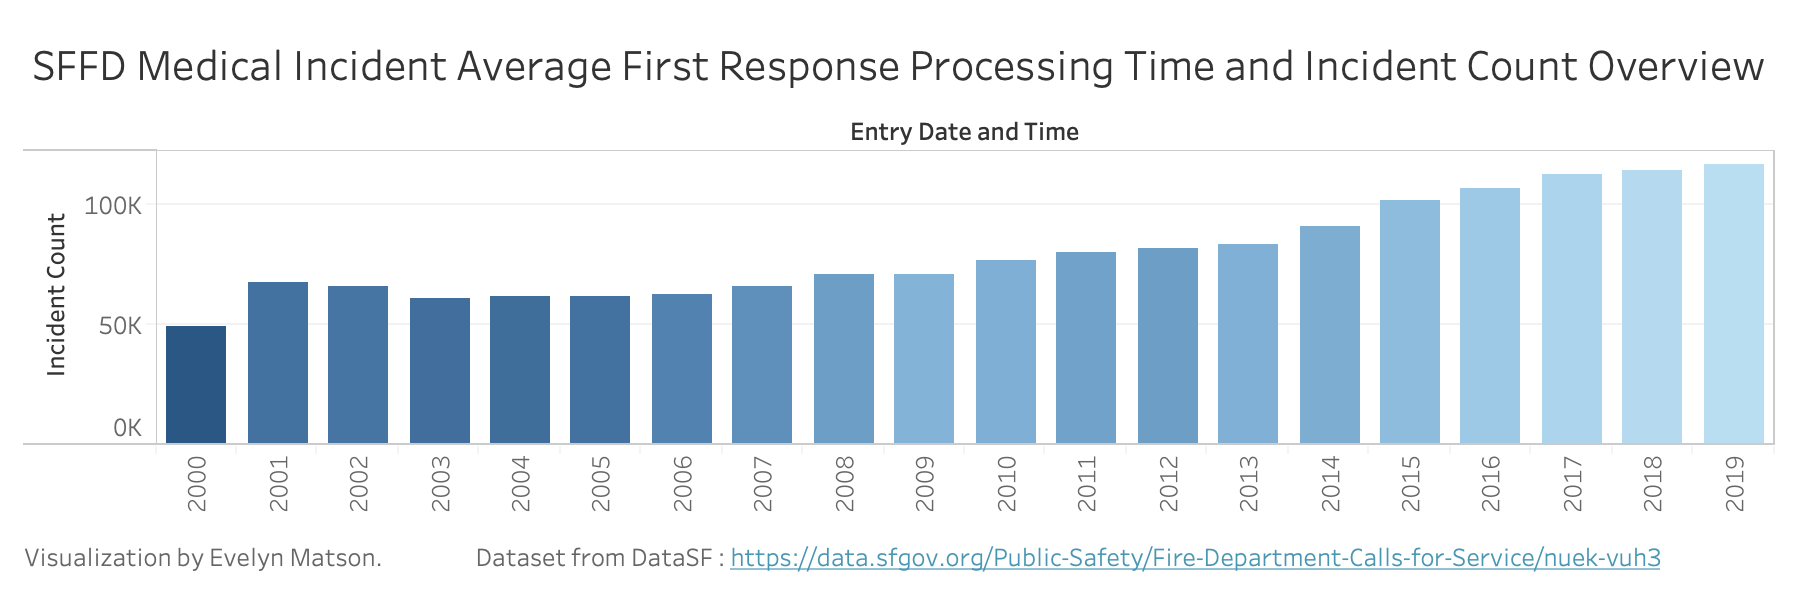 SFFD Medical Incident Average First Response Processing Time and Incident Count Overview
Entry Date and Time
Incident Count
100K
50K
0K
2000
2001
2002
2003
2004
2005
2006
2007
2008
2009
2010
2011
2012
2013
2014
2015
2016
2017
2018
2019
Visualization by Evelyn Matson.
Dataset from DataSF : https://data.sfgov.org/Public-Safety/Fire-Department-Calls-for-Service/nuek-vuh3